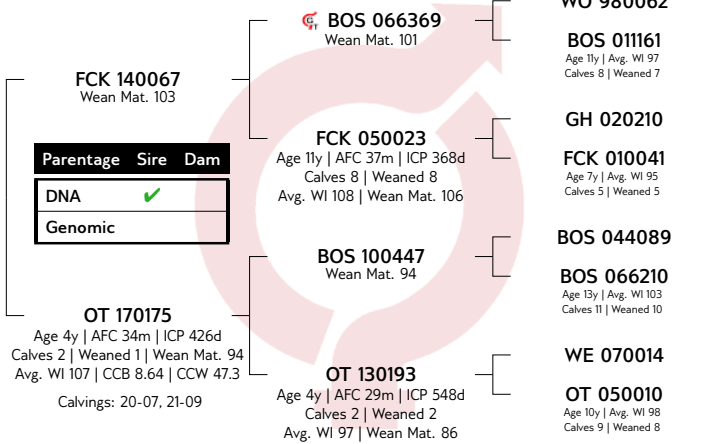 FCK 140067
Wean Mat. 103
Parentage Sire Dam
DNA ✔
Genomic
OT 170175
Age 4y | AFC 34m | ICP 426d
Calves 2 | Weaned 1 | Wean Mat. 94
Avg. WI 107 | CCB 8.64 | CCW 47.3
Calvings: 20-07, 21-09
BOS 066369
Wean Mat. 101
FCK 050023
Age 11y | AFC 37m | ICP 368d
Calves 8 | Weaned 8
Avg. WI 108 | Wean Mat. 106
BOS 100447
Wean Mat. 94
OT 130193
Age 4y | AFC 29m | ICP 548d
Calves 2 | Weaned 2
Avg. WI 97 | Wean Mat. 86
WO 980062
BOS 011161
Age 11y | Avg. WI 97
Calves 8 | Weaned 7
GH 020210
FCK 010041
Age 7y | Avg. WI 95
Calves 5 | Weaned 5
BOS 044089
BOS 066210
Age 13y | Avg. WI 103
Calves 11 | Weaned 10
WE 070014
OT 050010
Age 10y | Avg. WI 98
Calves 9 | Weaned 8